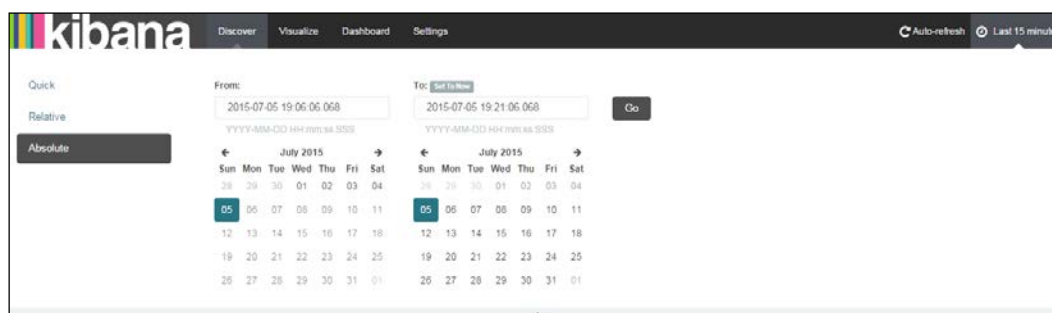 kibana Discover Visualize Dashboard Settings Auto-refresh Last 15 minut
Quick
Relative
Absolute
From:
2015-07-05 19:06:06.068
YYYY-MM-DD HH:mm:ss.SSS
July 2015
Sun Mon Tue Wed Thu Fri Sat
28 29 30 01 02 03 04
05 06 07 08 09 10 11
12 13 14 15 16 17 18
19 20 21 22 23 24 25
26 27 28 29 30 31 01
To: Set To Now
2015-07-05 19:21:06.068
YYYY-MM-DD HH:mm:ss.SSS
July 2015
Sun Mon Tue Wed Thu Fri Sat
28 29 30 01 02 03 04
05 06 07 08 09 10 11
12 13 14 15 16 17 18
19 20 21 22 23 24 25
26 27 28 29 30 31 01
Go